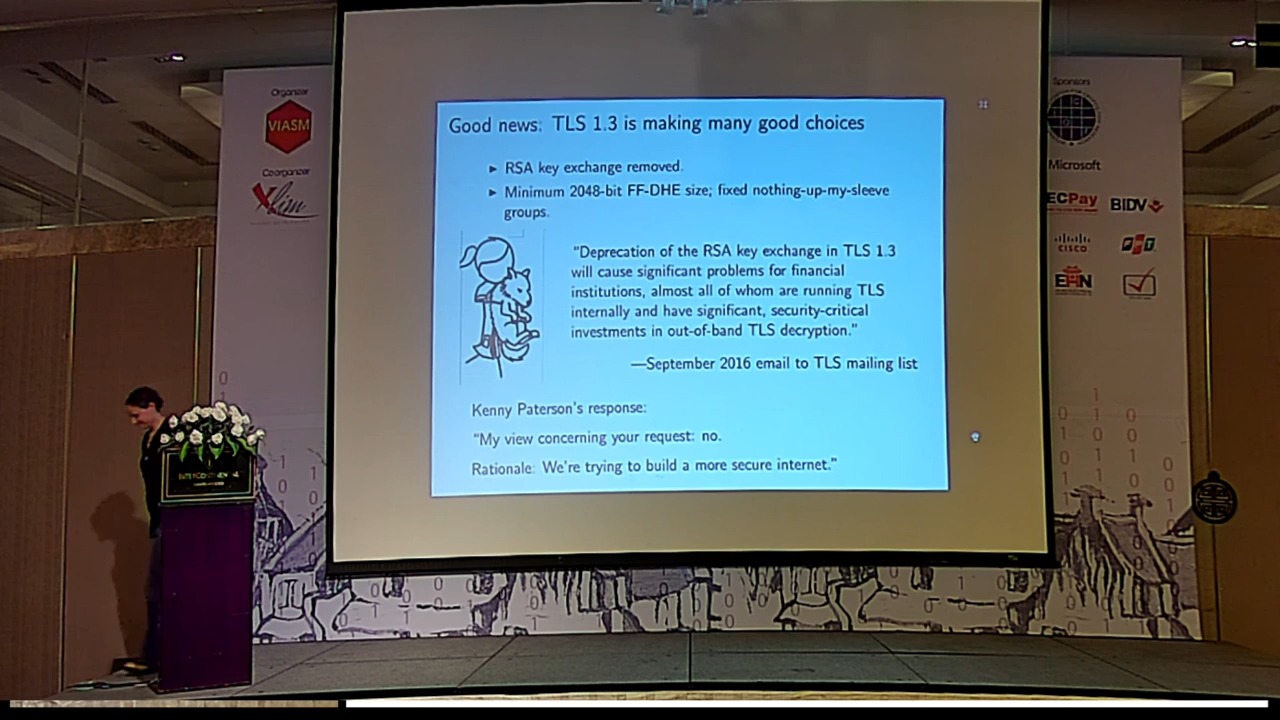 Organizer
VIASM
Co-organizer
Xlim
Good news: TLS 1.3 is making many good choices
► RSA key exchange removed.
► Minimum 2048-bit FF-DHE size; fixed nothing-up-my-sleeve
groups.
"Deprecation of the RSA key exchange in TLS 1.3
will cause significant problems for financial
institutions, almost all of whom are running TLS
internally and have significant, security-critical
investments in out-of-band TLS decryption."
—September 2016 email to TLS mailing list
Kenny Paterson's response:
"My view concerning your request: no.
Rationale: We're trying to build a more secure internet."
Sponsors
Microsoft
ECPay
BIDV
CISCO
FPT
INTERCONTINENTAL